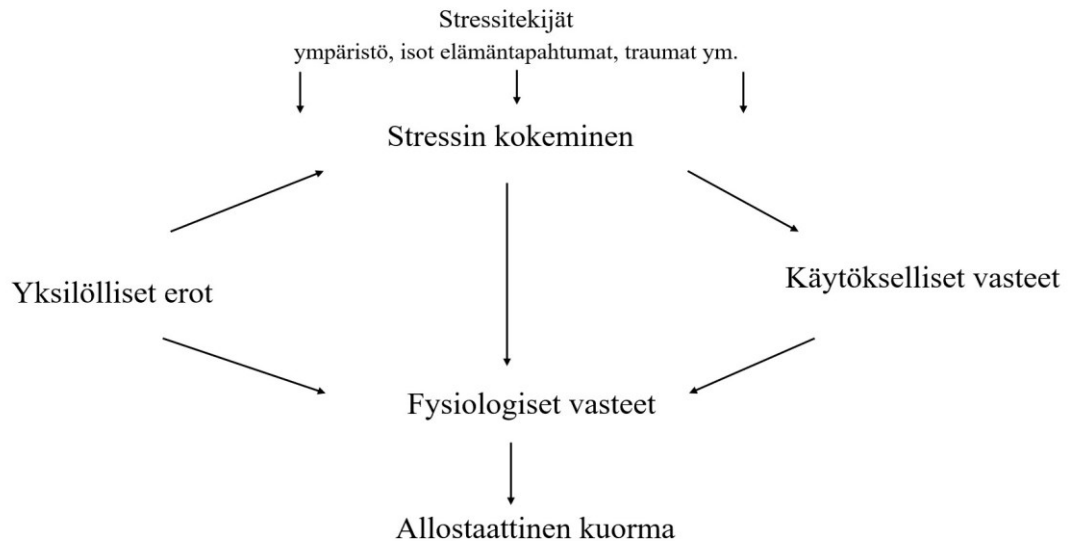 Stressitekijät
ympäristö, isot elämäntapahtumat, traumat ym.
Stressin kokeminen
Yksilölliset erot
Käytökselliset vasteet
Fysiologiset vasteet
Allostaattinen kuorma